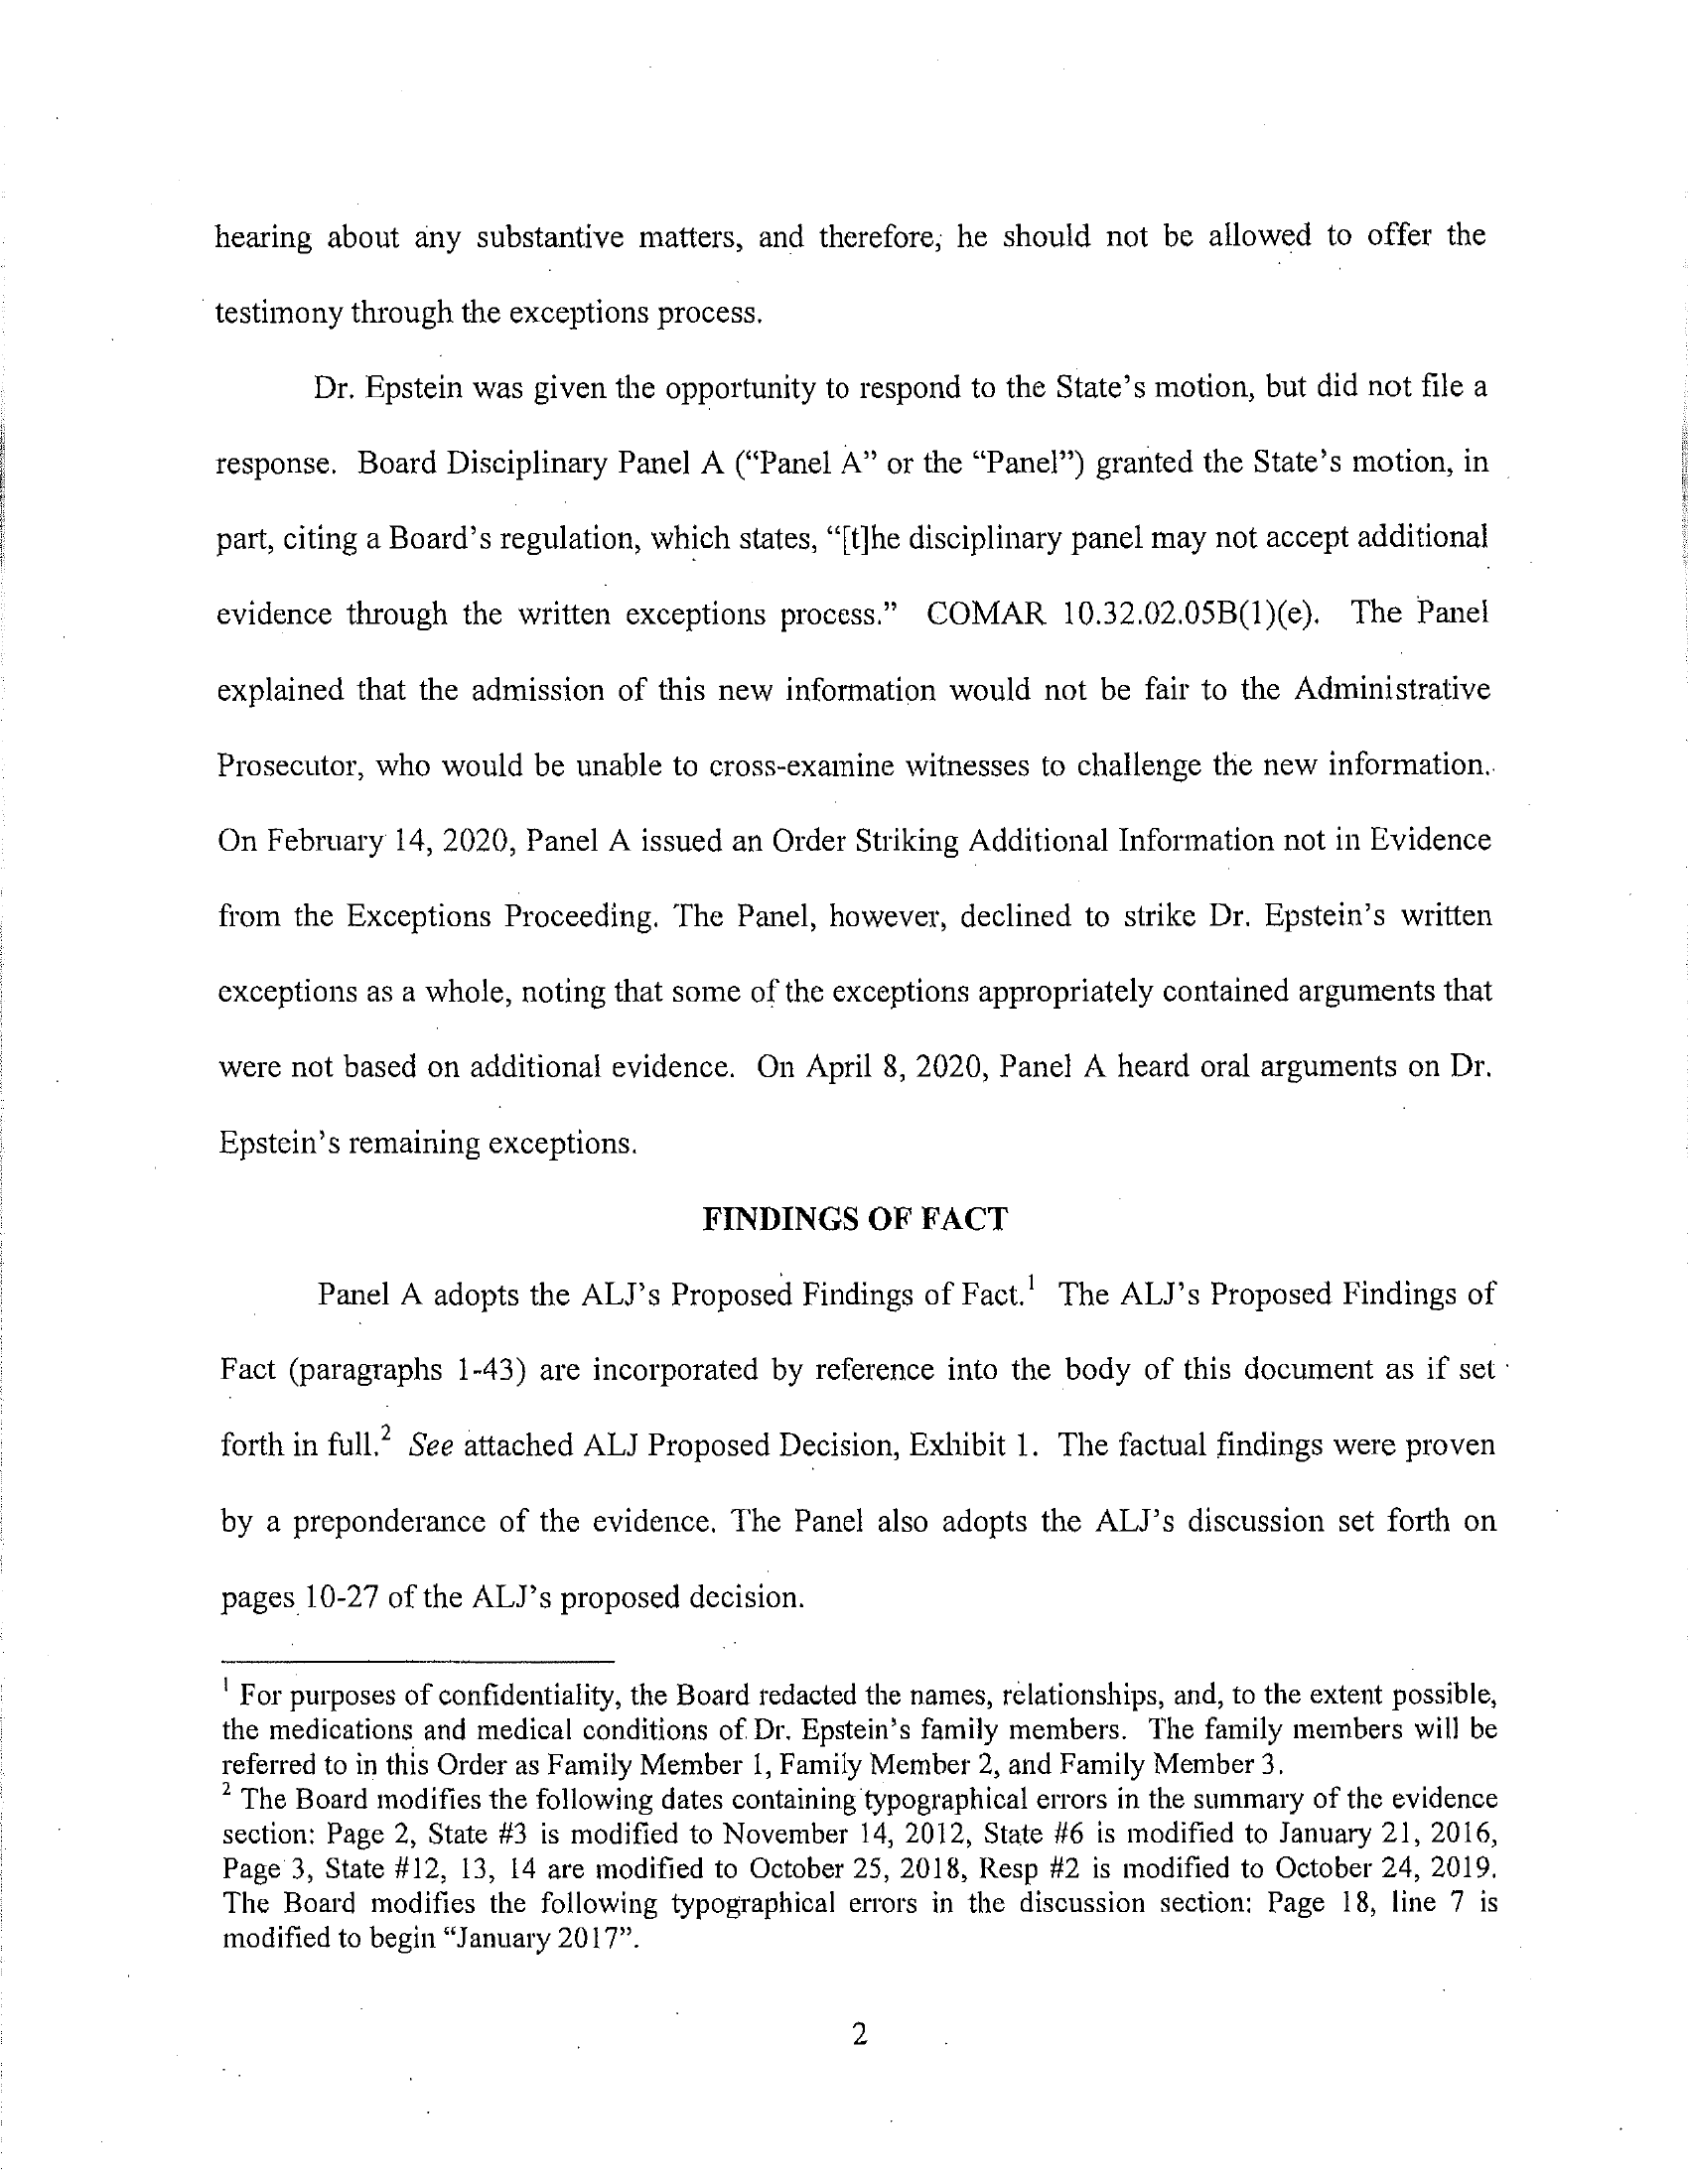 hearing about any substantive matters, and therefore, he should not be allowed to offer the
testimony through the exceptions process.
Dr. Epstein was given the opportunity to respond to the State's motion, but did not file a
response. Board Disciplinary Panel A ("Panel A" or the "Panel") granted the State's motion, in
part, citing a Board's regulation, which states, "[t]he disciplinary panel may not accept additional
evidence through the written exceptions process." COMAR 10.32.02.05B(1)(e). The Panel
explained that the admission of this new information would not be fair to the Administrative
Prosecutor, who would be unable to cross-examine witnesses to challenge the new information.
On February 14, 2020, Panel A issued an Order Striking Additional Information not in Evidence
from the Exceptions Proceeding. The Panel, however, declined to strike Dr. Epstein's written
exceptions as a whole, noting that some of the exceptions appropriately contained arguments that
were not based on additional evidence. On April 8, 2020, Panel A heard oral arguments on Dr.
Epstein's remaining exceptions.
FINDINGS OF FACT
Panel A adopts the ALJ's Proposed Findings of Fact.¹ The ALJ's Proposed Findings of
Fact (paragraphs 1-43) are incorporated by reference into the body of this document as if set
forth in full.² See attached ALJ Proposed Decision, Exhibit 1. The factual findings were proven
by a preponderance of the evidence. The Panel also adopts the ALJ's discussion set forth on
pages 10-27 of the ALJ's proposed decision.
¹ For purposes of confidentiality, the Board redacted the names, relationships, and, to the extent possible,
the medications and medical conditions of Dr. Epstein's family members. The family members will be
referred to in this Order as Family Member 1, Family Member 2, and Family Member 3.
² The Board modifies the following dates containing typographical errors in the summary of the evidence
section: Page 2, State #3 is modified to November 14, 2012, State #6 is modified to January 21, 2016,
Page 3, State #12, 13, 14 are modified to October 25, 2018, Resp #2 is modified to October 24, 2019.
The Board modifies the following typographical errors in the discussion section: Page 18, line 7 is
modified to begin "January 2017".
2